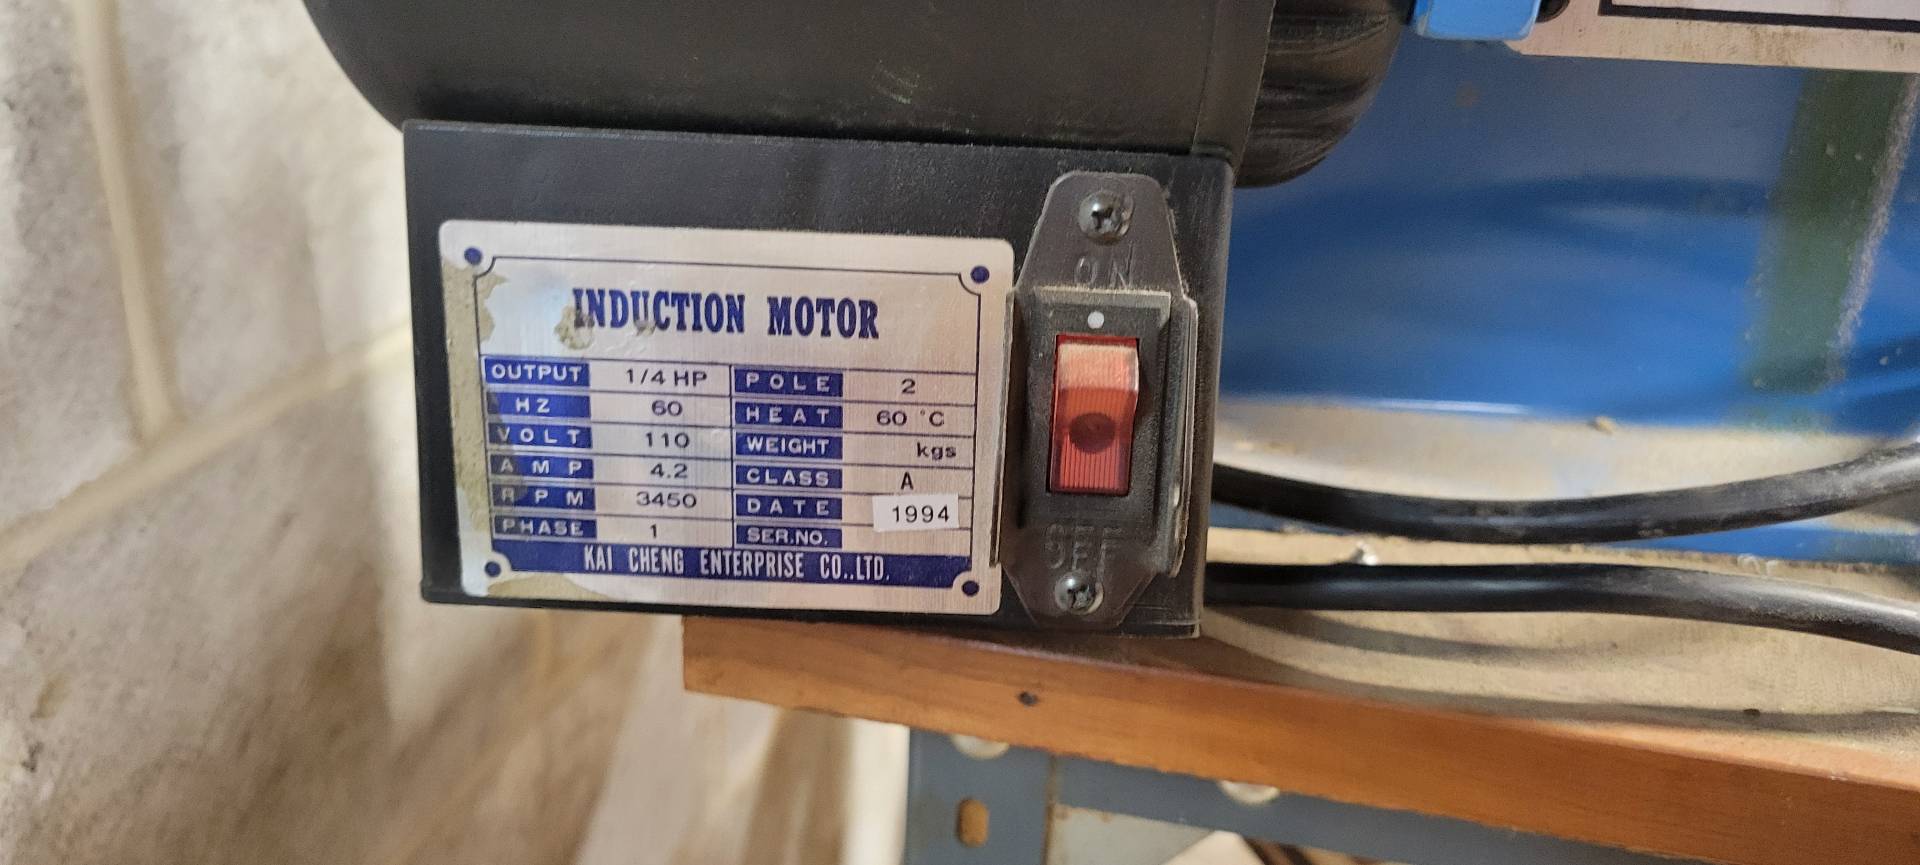 INDUCTION MOTOR
OUTPUT 1/4 HP POLE 2
HZ 60 HEAT 60 °C
VOLT 110 WEIGHT kgs
AMP 4.2 CLASS A
RPM 3450 DATE 1994
PHASE 1 SER.NO.
KAI CHENG ENTERPRISE CO.,LTD.
ON
OFF